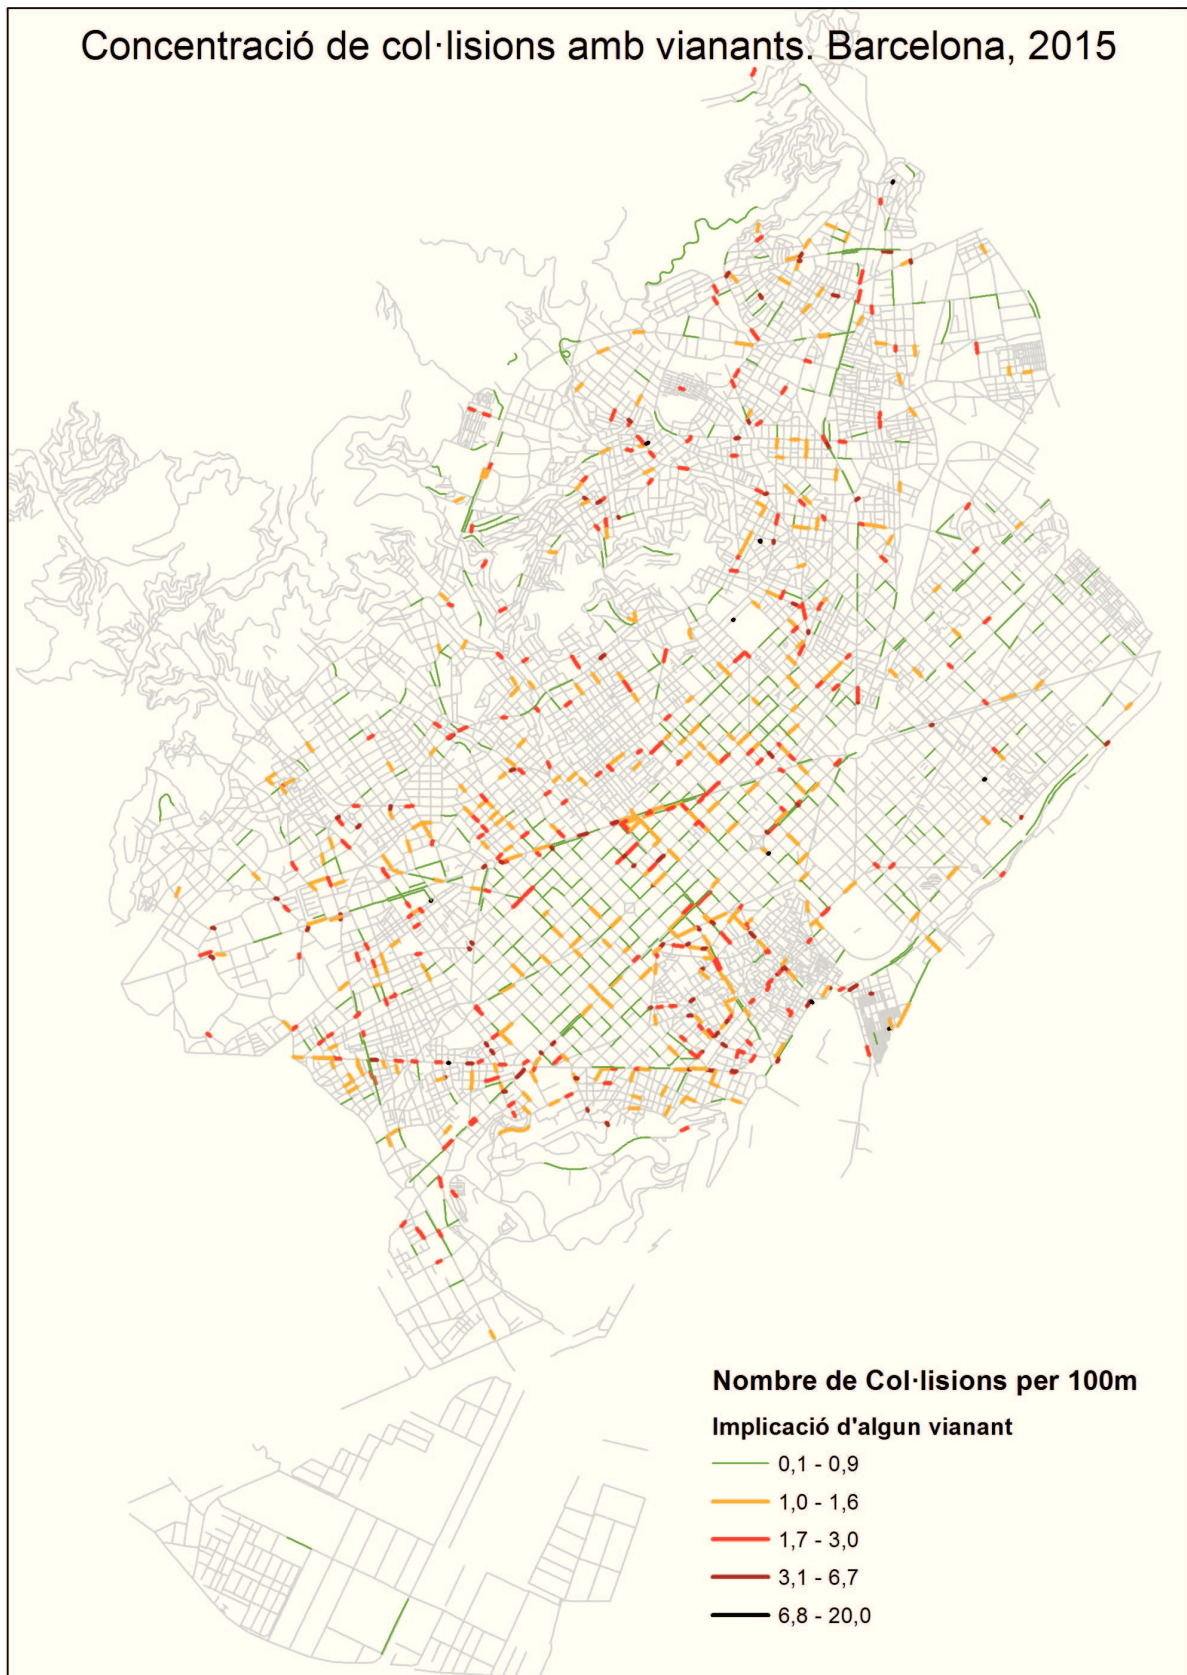 Concentració de col·lisions amb vianants. Barcelona, 2015
Nombre de Col·lisions per 100m
Implicació d'algun vianant
0,1 - 0,9
1,0 - 1,6
1,7 - 3,0
3,1 - 6,7
6,8 - 20,0